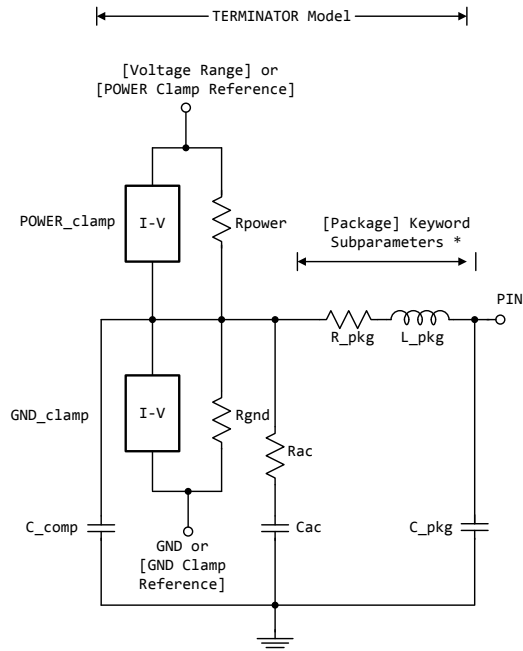 TERMINATOR Model
[Voltage Range] or
[POWER Clamp Reference]
POWER_clamp
I-V
Rpower
[Package] Keyword
Subparameters *
PIN
R_pkg
L_pkg
GND_clamp
I-V
Rgnd
Rac
C_comp
Cac
C_pkg
GND or
[GND Clamp
Reference]